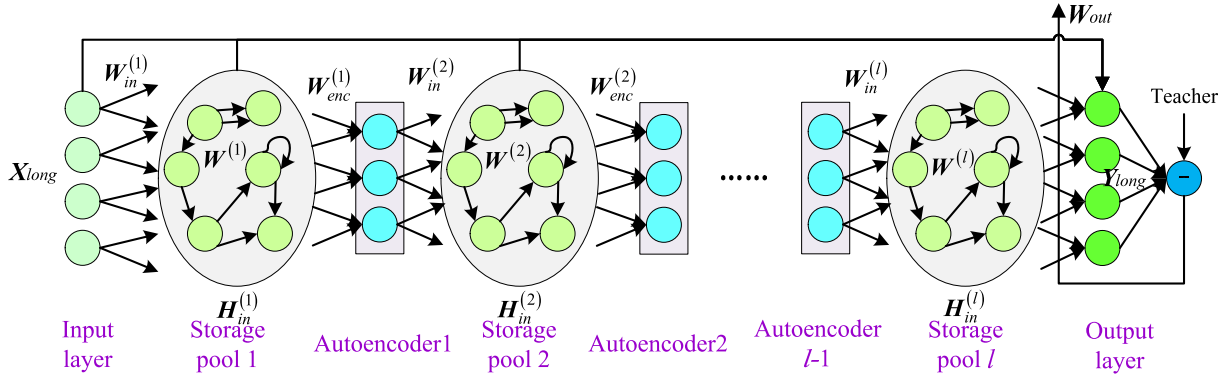 W_out
W_in^(1)
W_enc^(1)
W_in^(2)
W_enc^(2)
W_in^(l)
Teacher
X_long
W^(1)
W^(2)
......
W^(l)
Y_long
-
H_in^(1)
H_in^(2)
H_in^(l)
Input
layer
Storage
pool 1
Autoencoder1
Storage
pool 2
Autoencoder2
Autoencoder
l-1
Storage
pool l
Output
layer